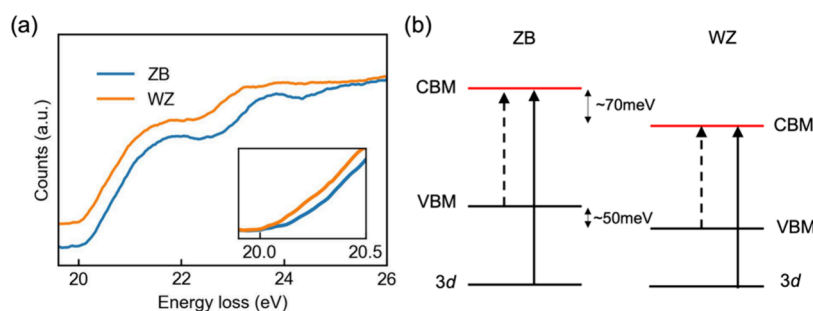 (a)
ZB
WZ
Counts (a.u.)
20.0
20.5
20
22
24
26
Energy loss (eV)
(b)
ZB
WZ
CBM
~70meV
CBM
VBM
~50meV
VBM
3d
3d